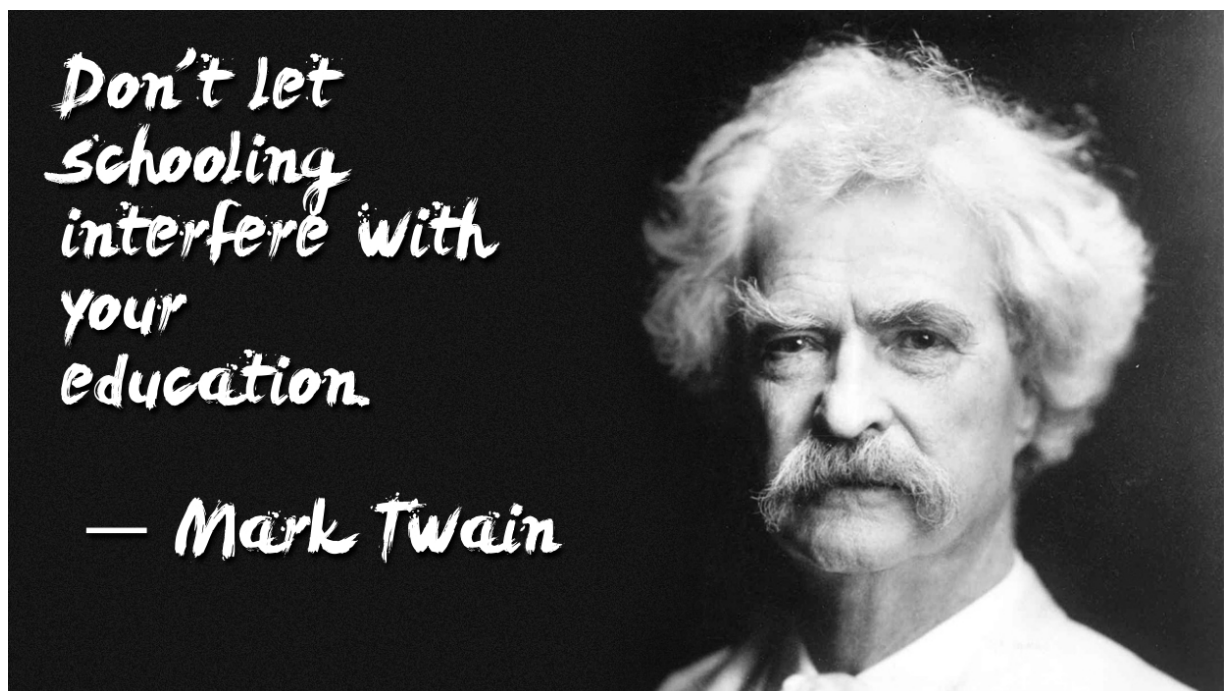 Don't let
schooling
interfere with
your
education.
— Mark Twain